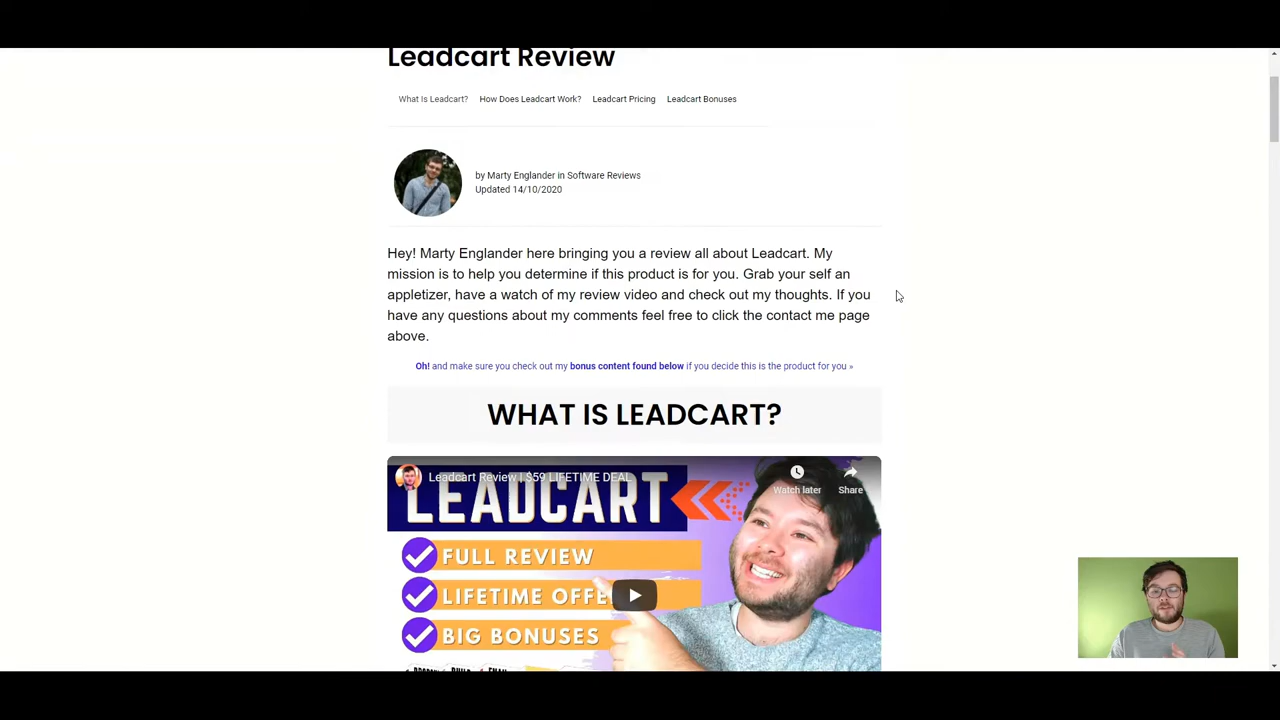 Leadcart Review
What Is Leadcart? How Does Leadcart Work? Leadcart Pricing Leadcart Bonuses
by Marty Englander in Software Reviews
Updated 14/10/2020
Hey! Marty Englander here bringing you a review all about Leadcart. My
mission is to help you determine if this product is for you. Grab your self an
appletizer, have a watch of my review video and check out my thoughts. If you
have any questions about my comments feel free to click the contact me page
above.
Oh! and make sure you check out my bonus content found below if you decide this is the product for you »
WHAT IS LEADCART?
Leadcart Review | $59 LIFETIME DEAL
Watch later Share
LEADCART
FULL REVIEW
LIFETIME OFFE
BIG BONUSES